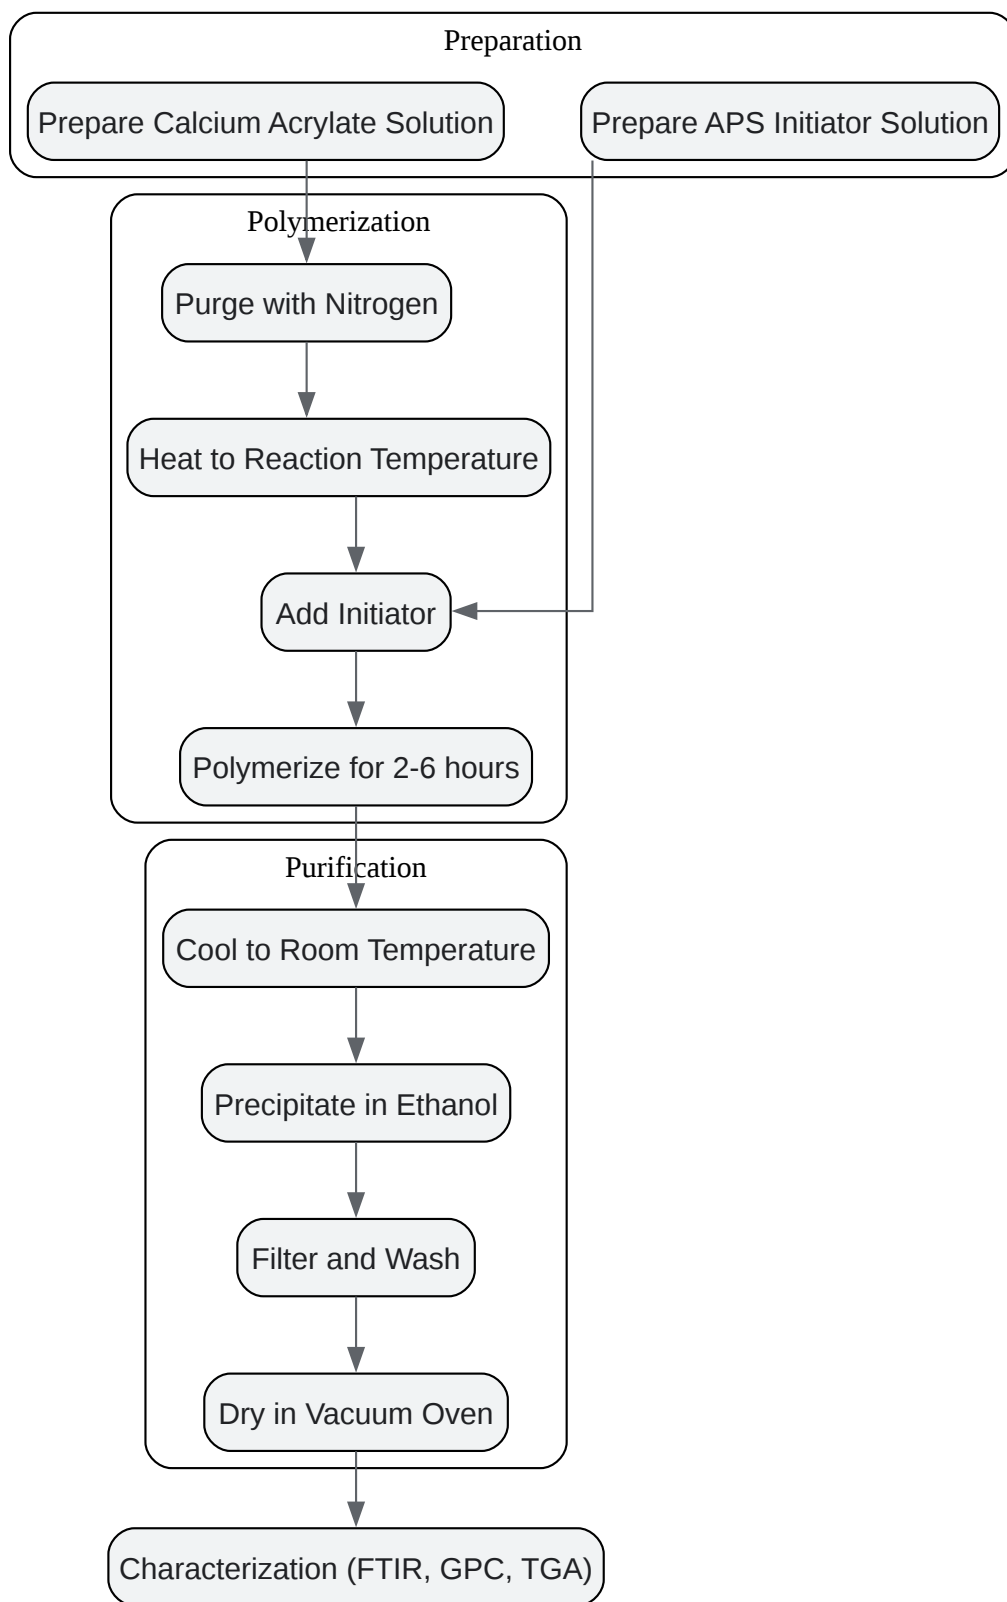 Preparation
Prepare Calcium Acrylate Solution
Prepare APS Initiator Solution
Polymerization
Purge with Nitrogen
Heat to Reaction Temperature
Add Initiator
Polymerize for 2-6 hours
Purification
Cool to Room Temperature
Precipitate in Ethanol
Filter and Wash
Dry in Vacuum Oven
Characterization (FTIR, GPC, TGA)